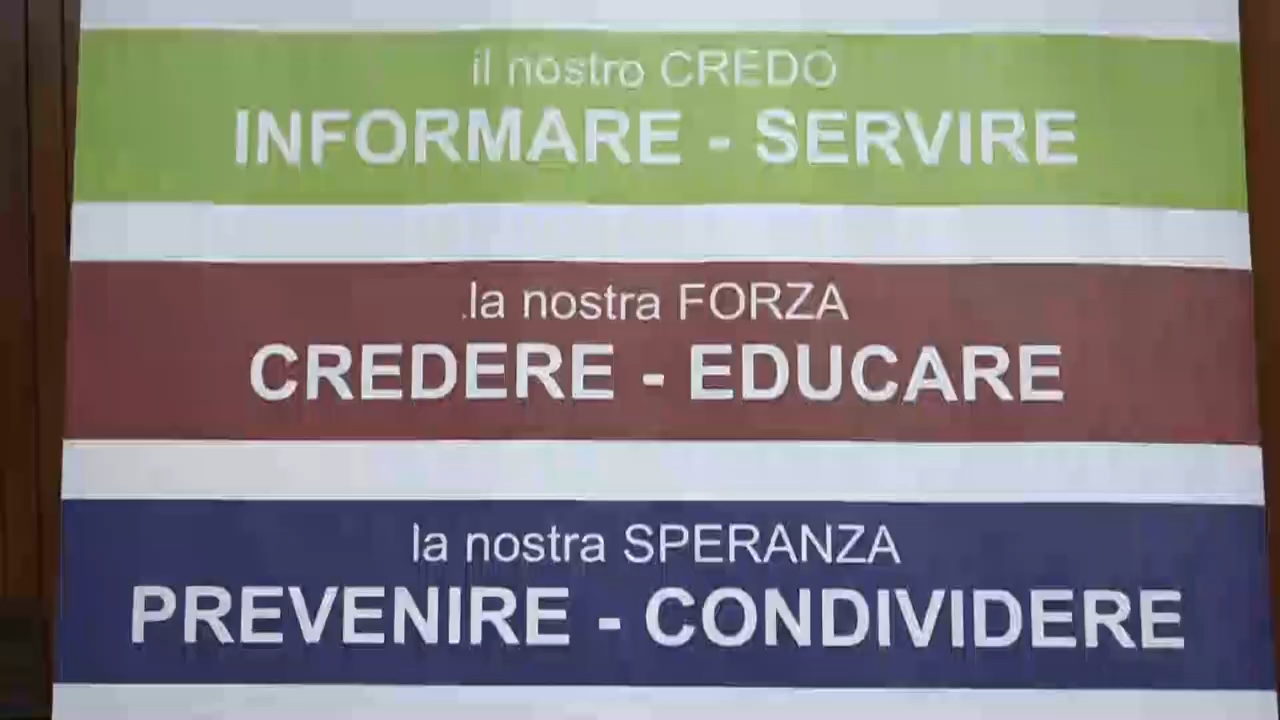 il nostro CREDO
INFORMARE - SERVIRE
.la nostra FORZA
CREDERE - EDUCARE
la nostra SPERANZA
PREVENIRE - CONDIVIDERE